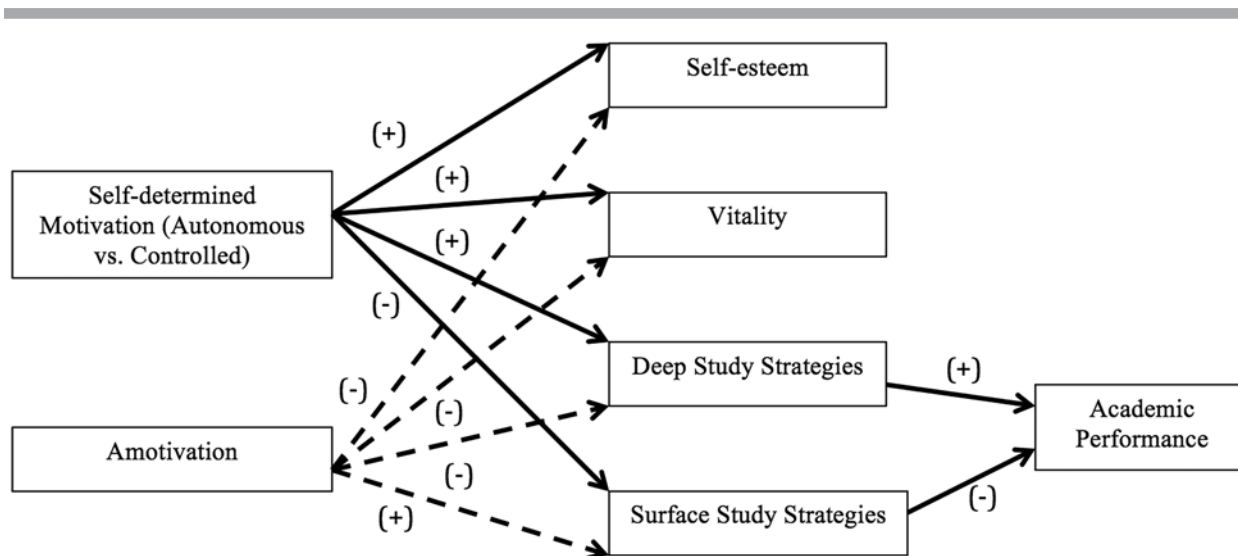 Self-esteem
(+)
Self-determined
Motivation (Autonomous
vs. Controlled)
(+)
Vitality
(+)
(-)
Deep Study Strategies
(+)
(-)
(-)
Academic
Performance
Amotivation
(-)
(+)
Surface Study Strategies
(-)